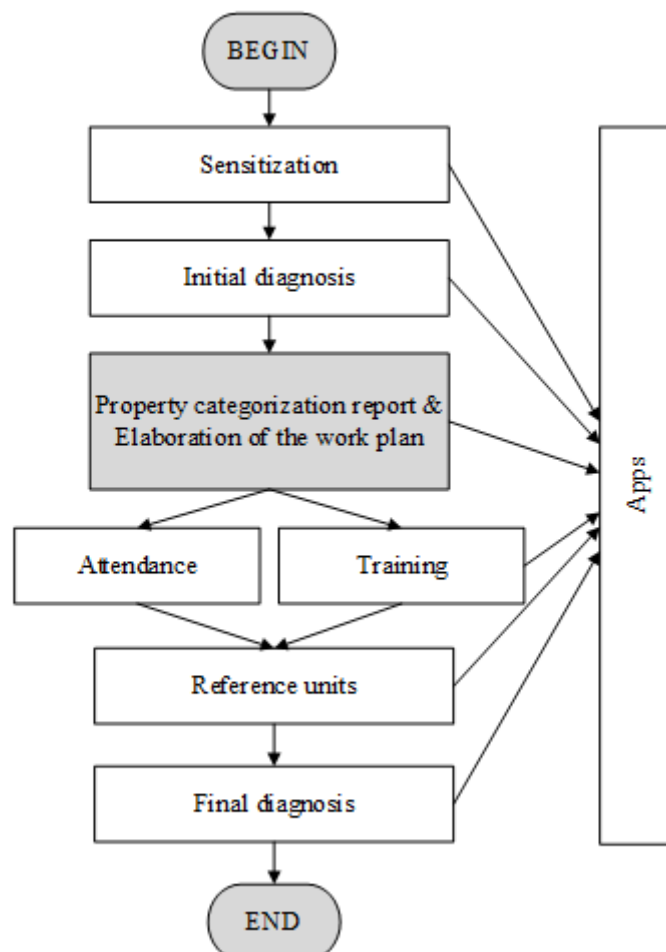 BEGIN
Sensitization
Initial diagnosis
Property categorization report &
Elaboration of the work plan
Attendance
Training
Reference units
Final diagnosis
END
Apps